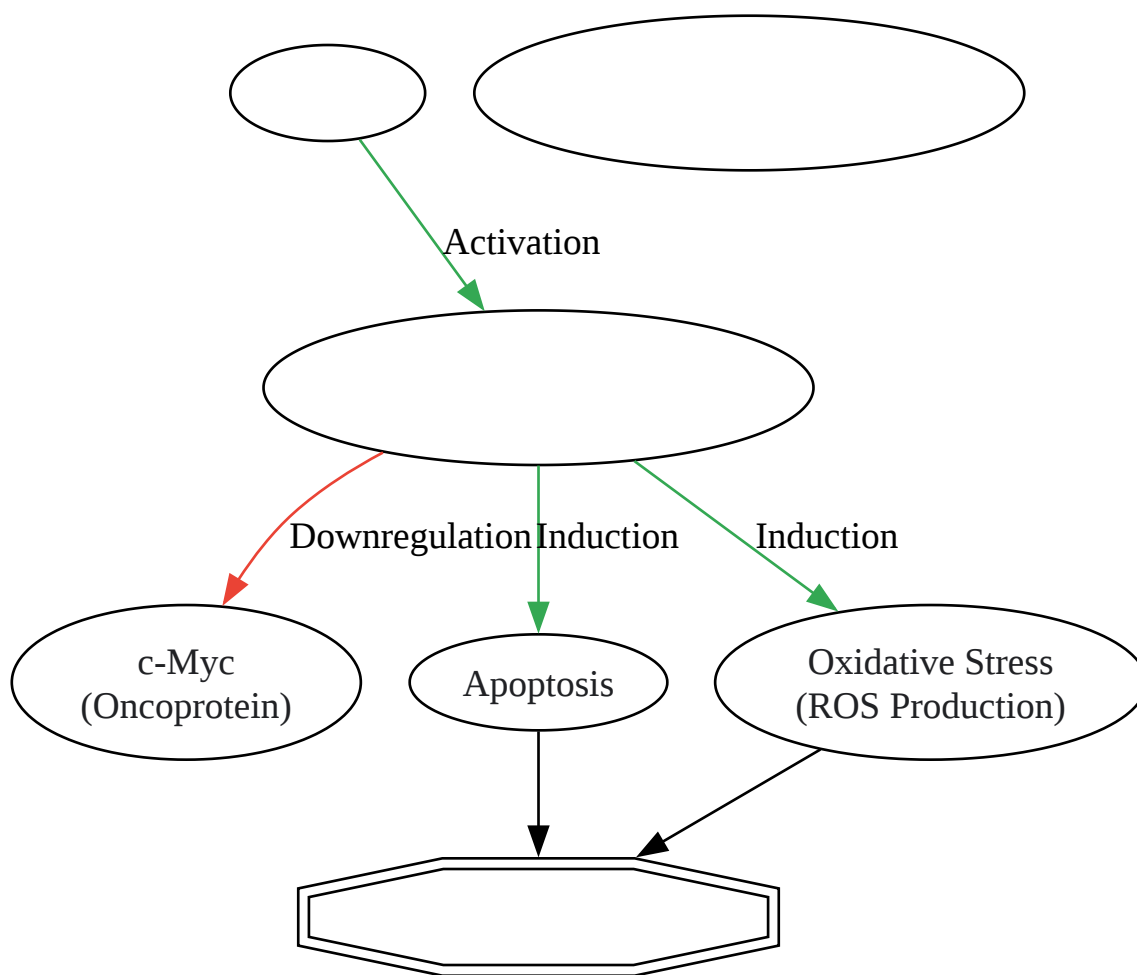 Activation
Downregulation
Induction
Induction
c-Myc
(Oncoprotein)
Apoptosis
Oxidative Stress
(ROS Production)